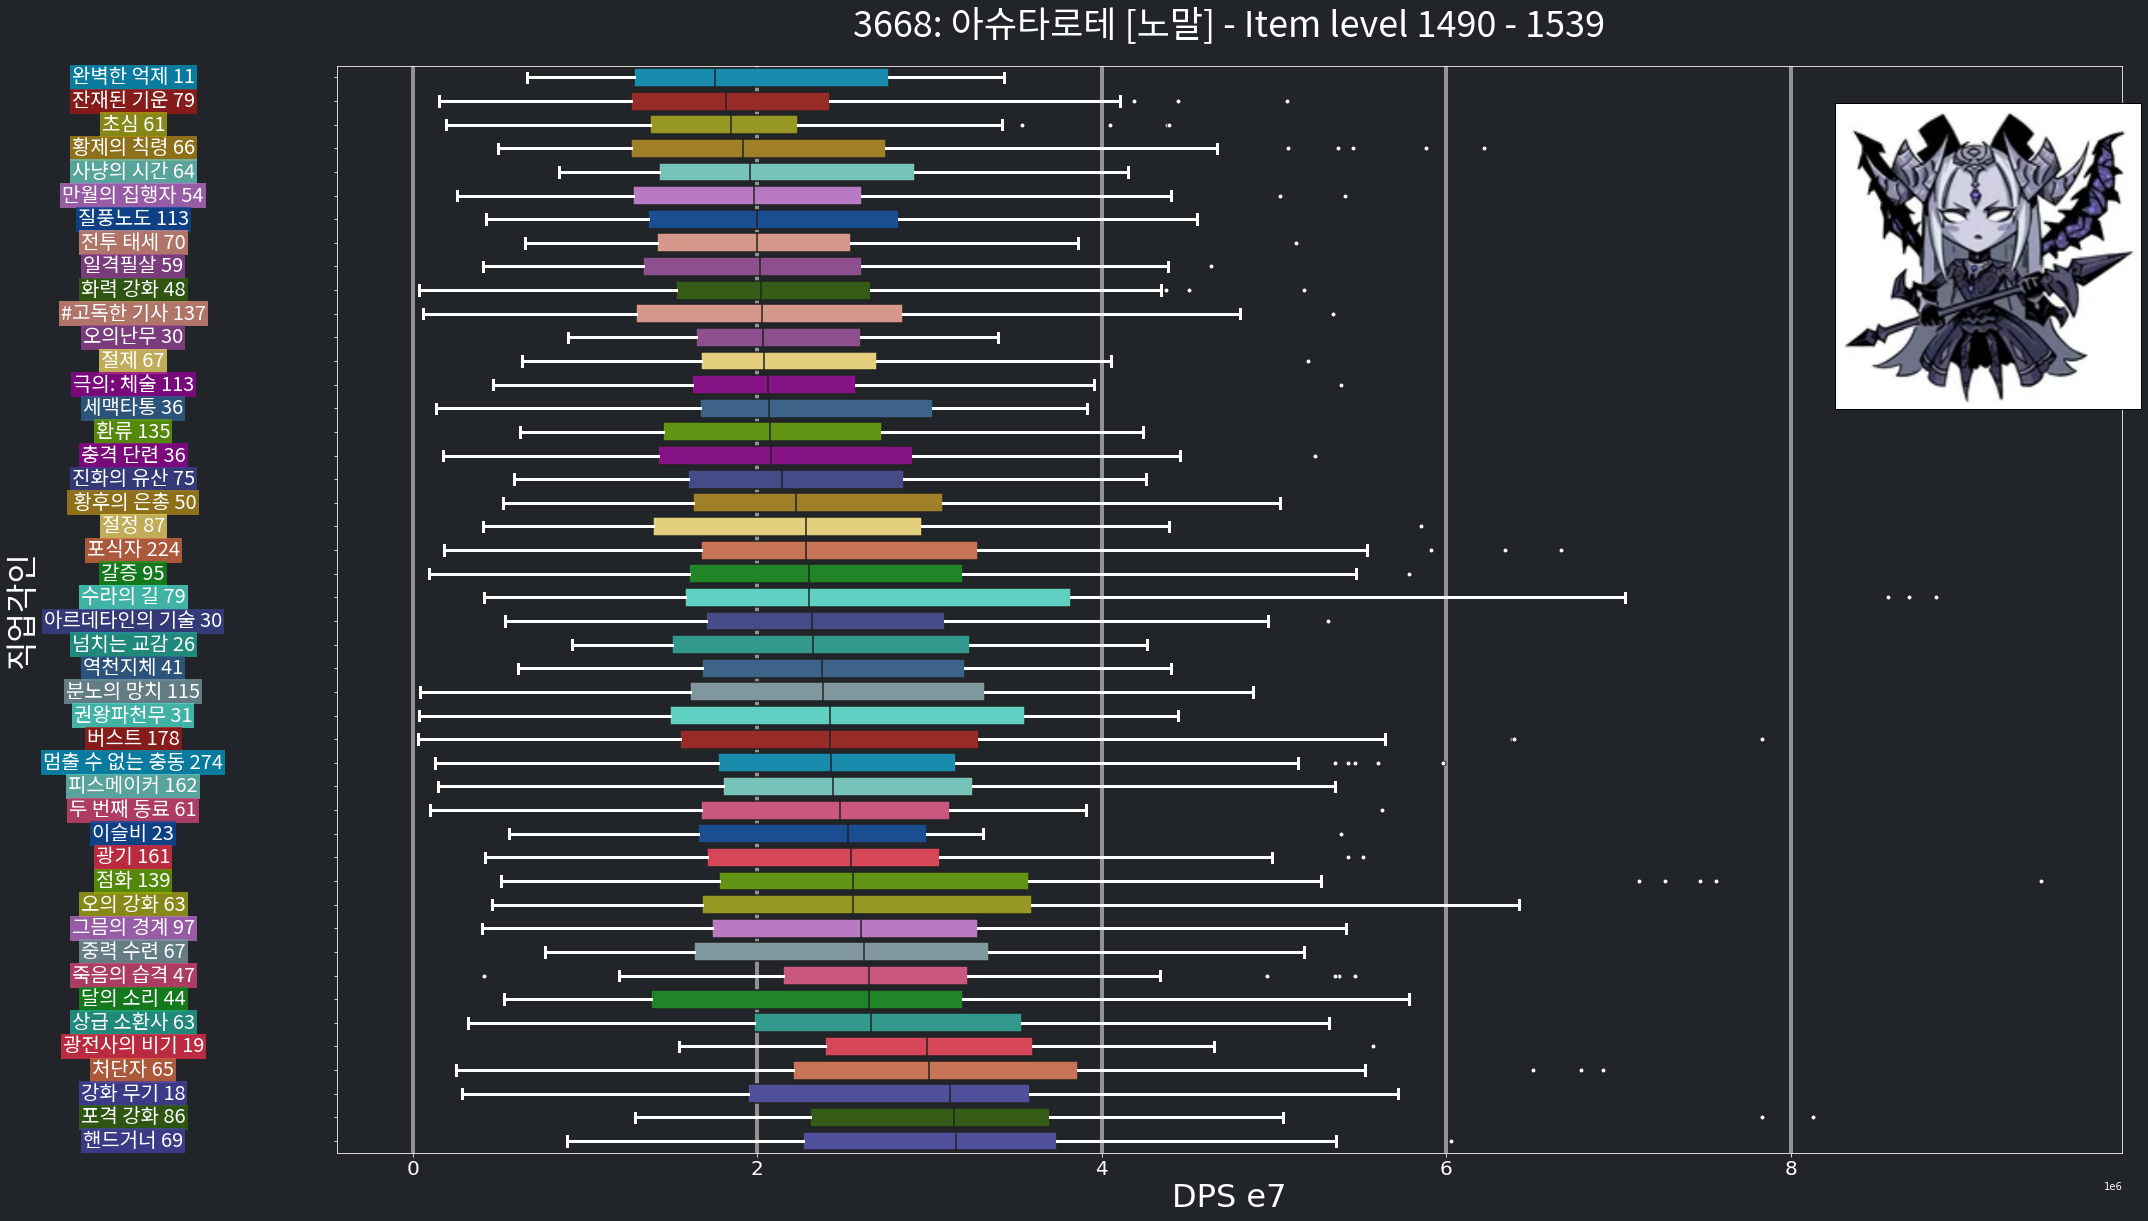 3668: 아슈타로테 [노말] - Item level 1490 - 1539
직업각인
완벽한 억제 11
잔재된 기운 79
초심 61
황제의 칙령 66
사냥의 시간 64
만월의 집행자 54
질풍노도 113
전투 태세 70
일격필살 59
화력 강화 48
#고독한 기사 137
오의난무 30
절제 67
극의: 체술 113
세맥타통 36
환류 135
충격 단련 36
진화의 유산 75
황후의 은총 50
절정 87
포식자 224
갈증 95
수라의 길 79
아르데타인의 기술 30
넘치는 교감 26
역천지체 41
분노의 망치 115
권왕파천무 31
버스트 178
멈출 수 없는 충동 274
피스메이커 162
두 번째 동료 61
이슬비 23
광기 161
점화 139
오의 강화 63
그믐의 경계 97
중력 수련 67
죽음의 습격 47
달의 소리 44
상급 소환사 63
광전사의 비기 19
처단자 65
강화 무기 18
포격 강화 86
핸드거너 69
0 2 4 6 8
1e6
DPS e7